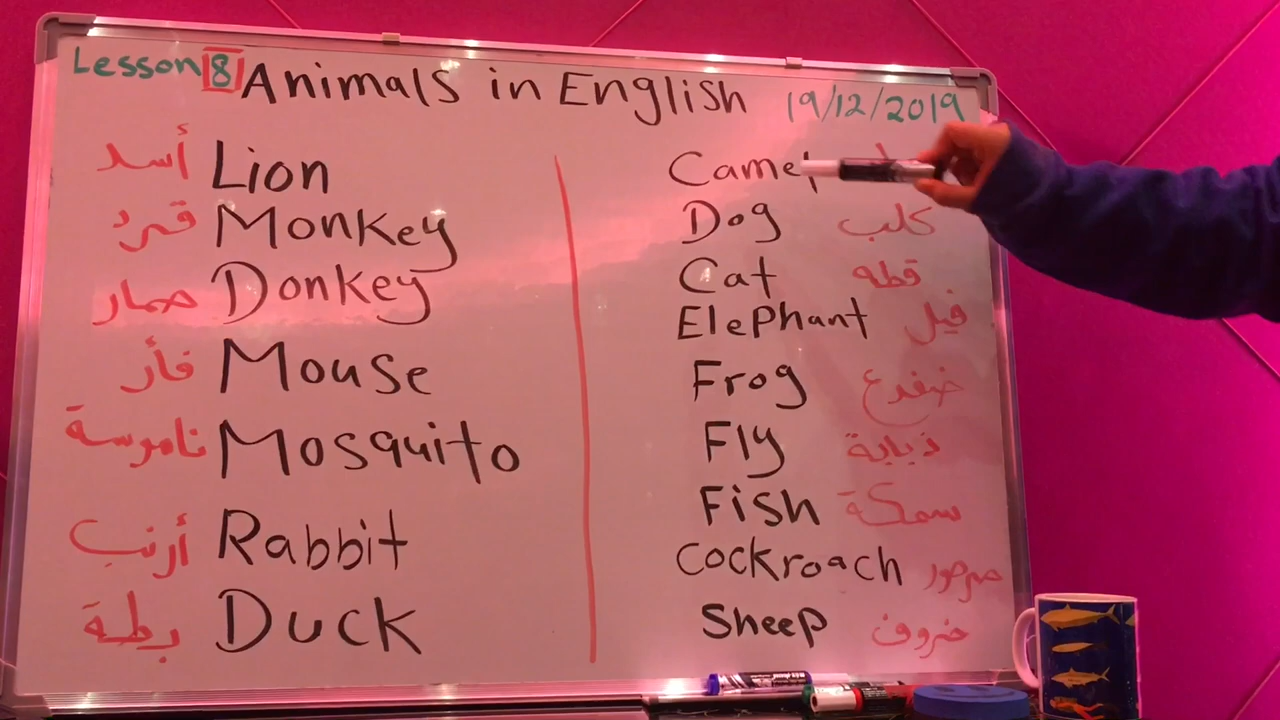 Lesson 8 Animals in English 19/12/2019
أسد Lion
قرد Monkey
حمار Donkey
فأر Mouse
ناموسة Mosquito
أرنب Rabbit
بطة Duck
Camel
Dog كلب
Cat قطه
ElePhant فيل
Frog ضفدع
Fly ذبابة
Fish سمكة
Cockroach صرصور
Sheep خروف